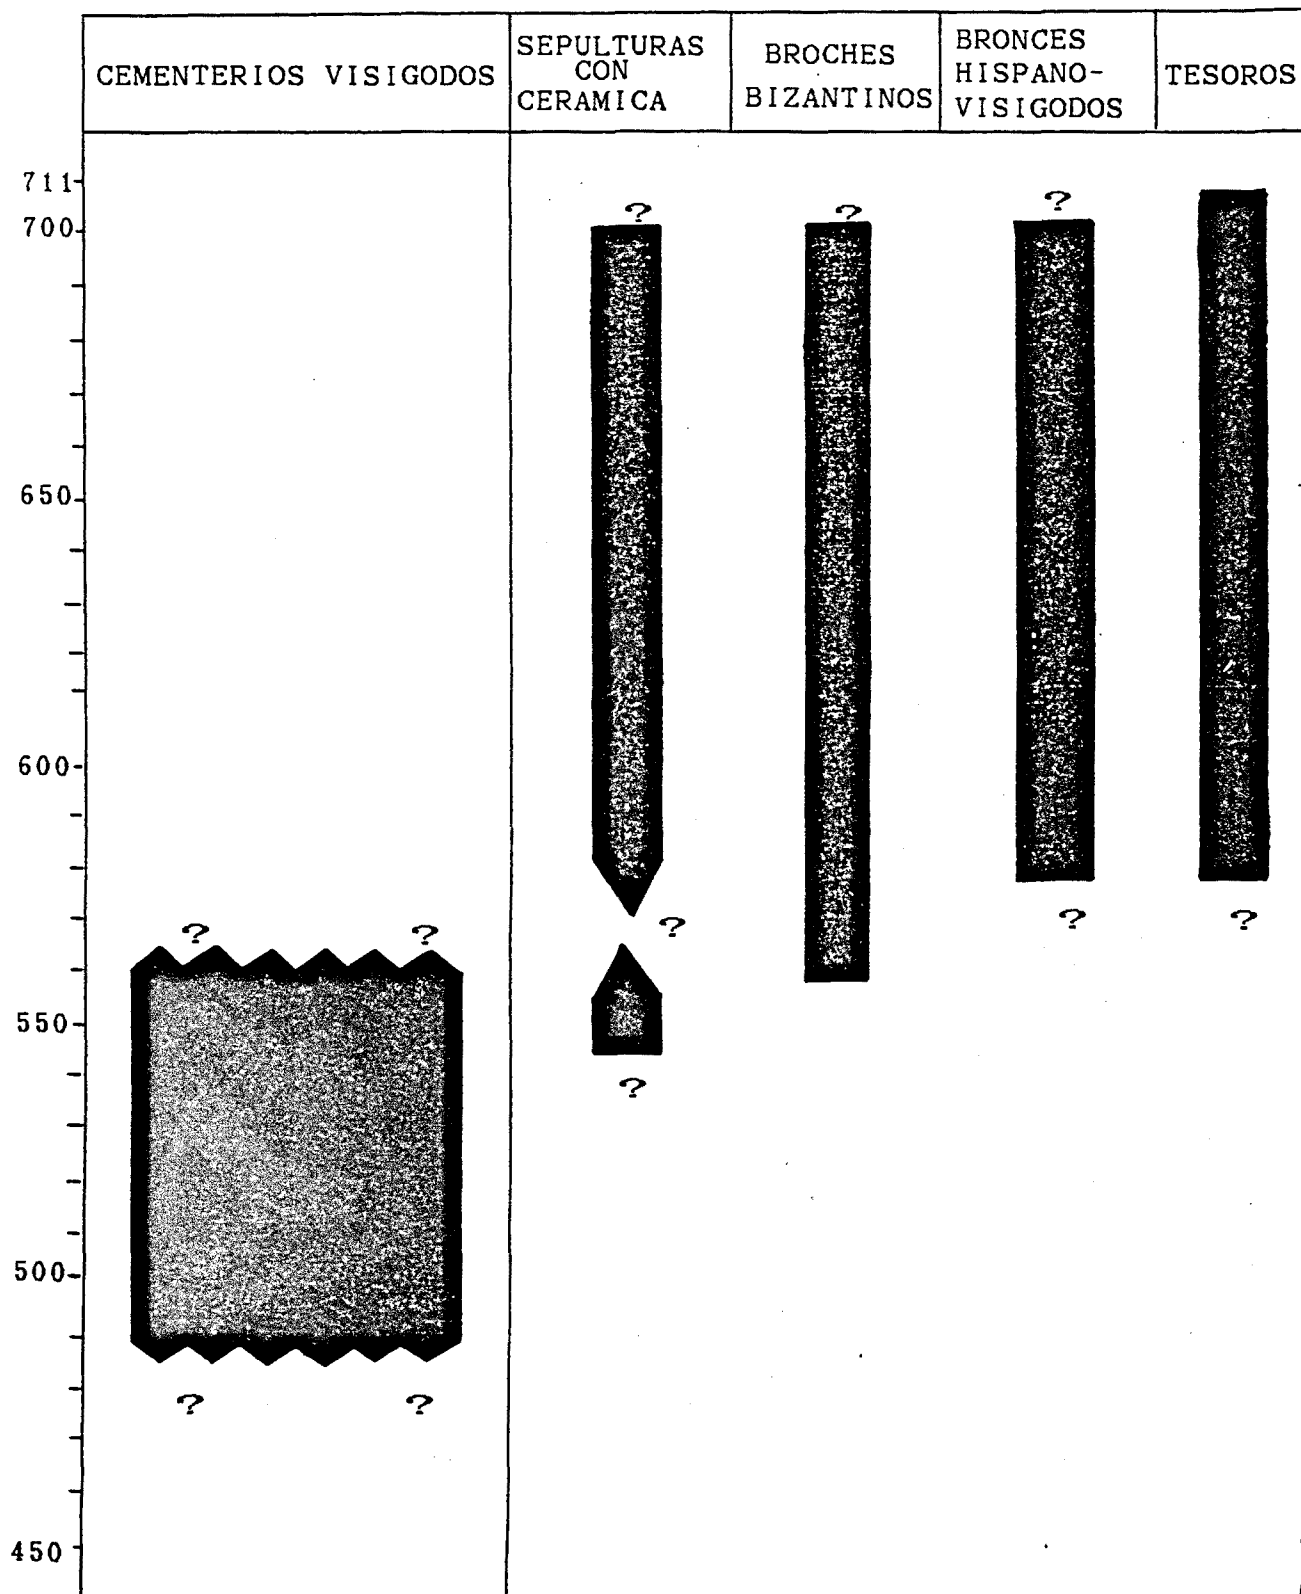 CEMENTERIOS VISIGODOS
SEPULTURAS
CON
CERAMICA
BROCHES
BIZANTINOS
BRONCES
HISPANO-
VISIGODOS
TESOROS
711
? ? ?
700
650
600
? ? ? ? ?
550
?
500
? ?
450